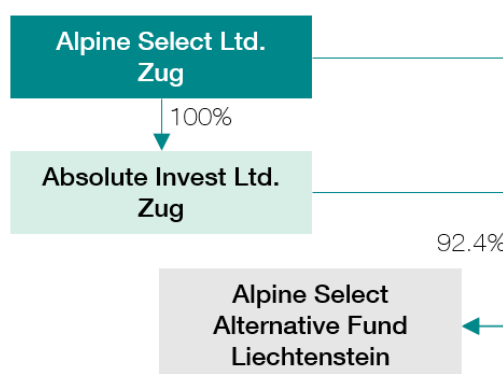 Alpine Select Ltd.
Zug
100%
Absolute Invest Ltd.
Zug
92.4%
Alpine Select
Alternative Fund
Liechtenstein